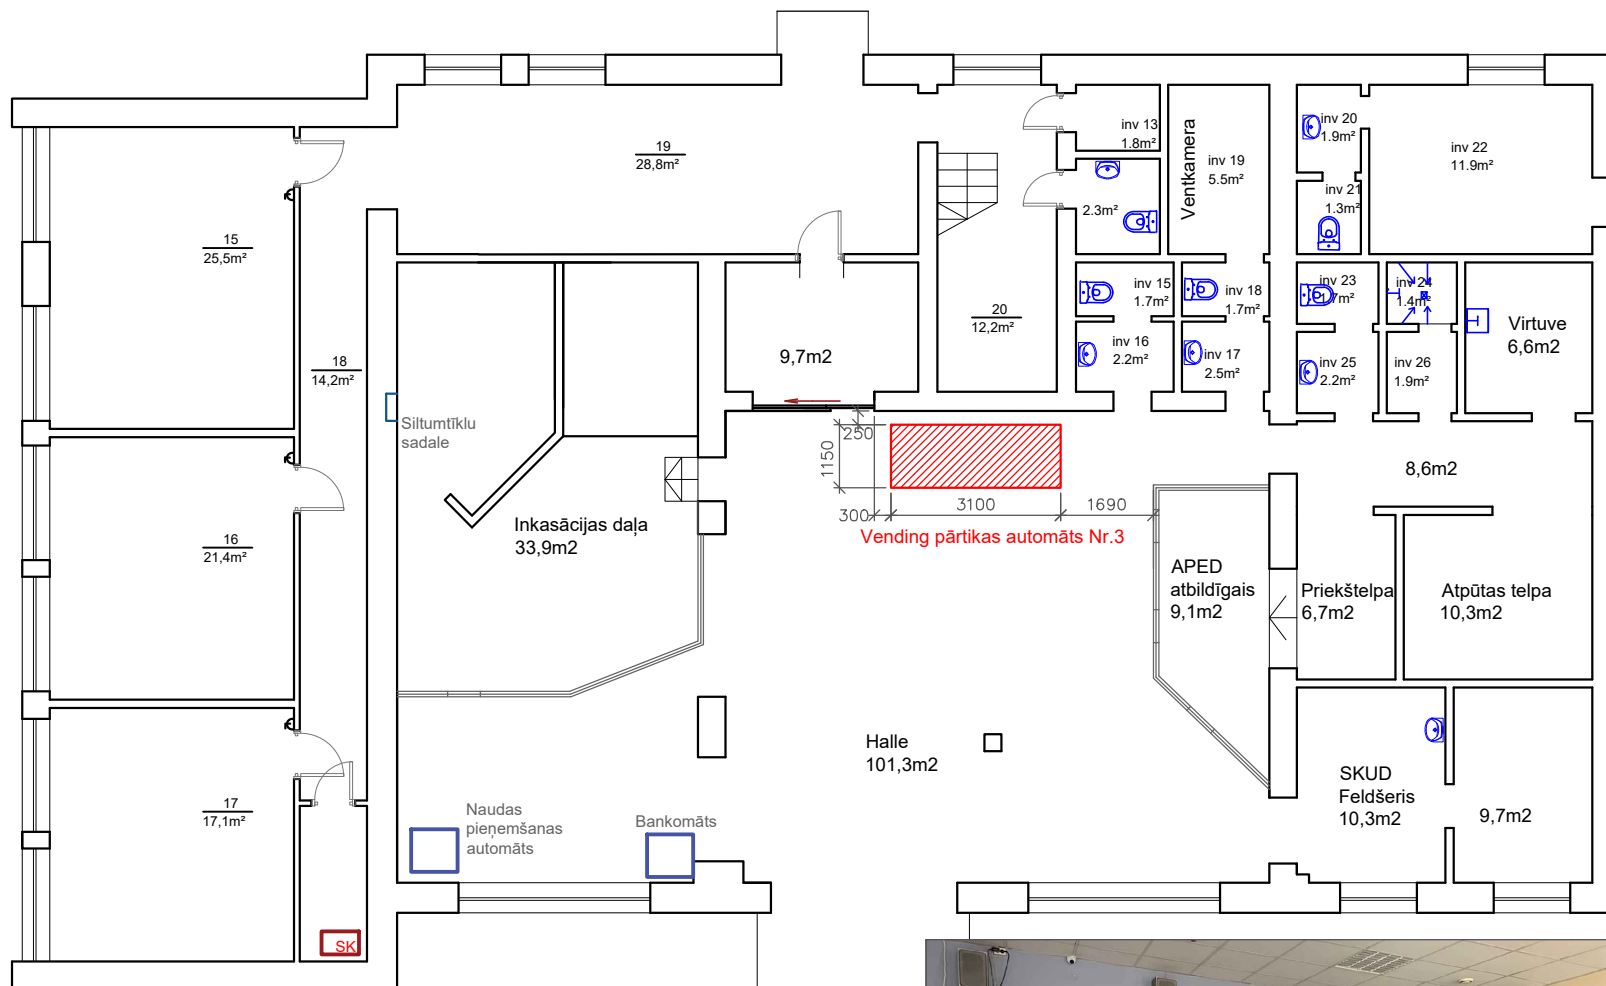 19
28,8m²
inv 13
1.8m²
Ventkamera
inv 19
5.5m²
inv 20
1.9m²
inv 22
11.9m²
inv 21
1.3m²
2.3m²
15
25,5m²
inv 15
1.7m²
inv 18
1.7m²
inv 23
1.7m²
inv 24
1.4m²
20
12,2m²
Virtuve
6,6m2
9,7m2
inv 16
2.2m²
inv 17
2.5m²
inv 25
2.2m²
inv 26
1.9m²
18
14,2m²
Siltumtīklu
sadale
250
1150
8,6m2
300
3100
1690
Vending pārtikas automāts Nr.3
Inkasācijas daļa
33,9m2
16
21,4m²
APED
atbildīgais
9,1m2
Priekštelpa
6,7m2
Atpūtas telpa
10,3m2
Halle
101,3m2
SKUD
Feldšeris
10,3m2
9,7m2
17
17,1m²
Naudas
pieņemšanas
automāts
Bankomāts
SK